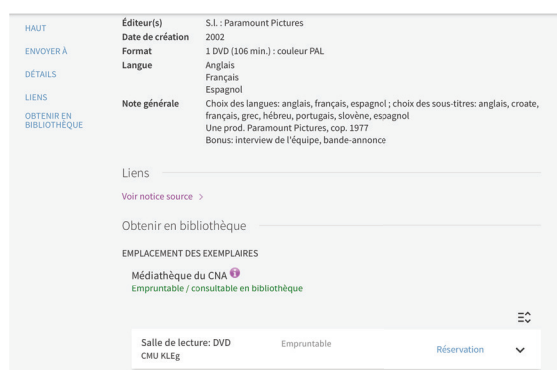 HAUT
ENVOYER À
DÉTAILS
LIENS
OBTENIR EN
BIBLIOTHÈQUE
Éditeur(s) S.l. : Paramount Pictures
Date de création 2002
Format 1 DVD (106 min.) : couleur PAL
Langue Anglais
Français
Espagnol
Note générale Choix des langues: anglais, français, espagnol ; choix des sous-titres: anglais, croate,
français, grec, hébreu, portugais, slovène, espagnol
Une prod. Paramount Pictures, cop. 1977
Bonus: interview de l'équipe, bande-annonce
Liens
Voir notice source >
Obtenir en bibliothèque
EMPLACEMENT DES EXEMPLAIRES
Médiathèque du CNA
Empruntable / consultable en bibliothèque
Salle de lecture: DVD Empruntable Réservation
CMU KLEg